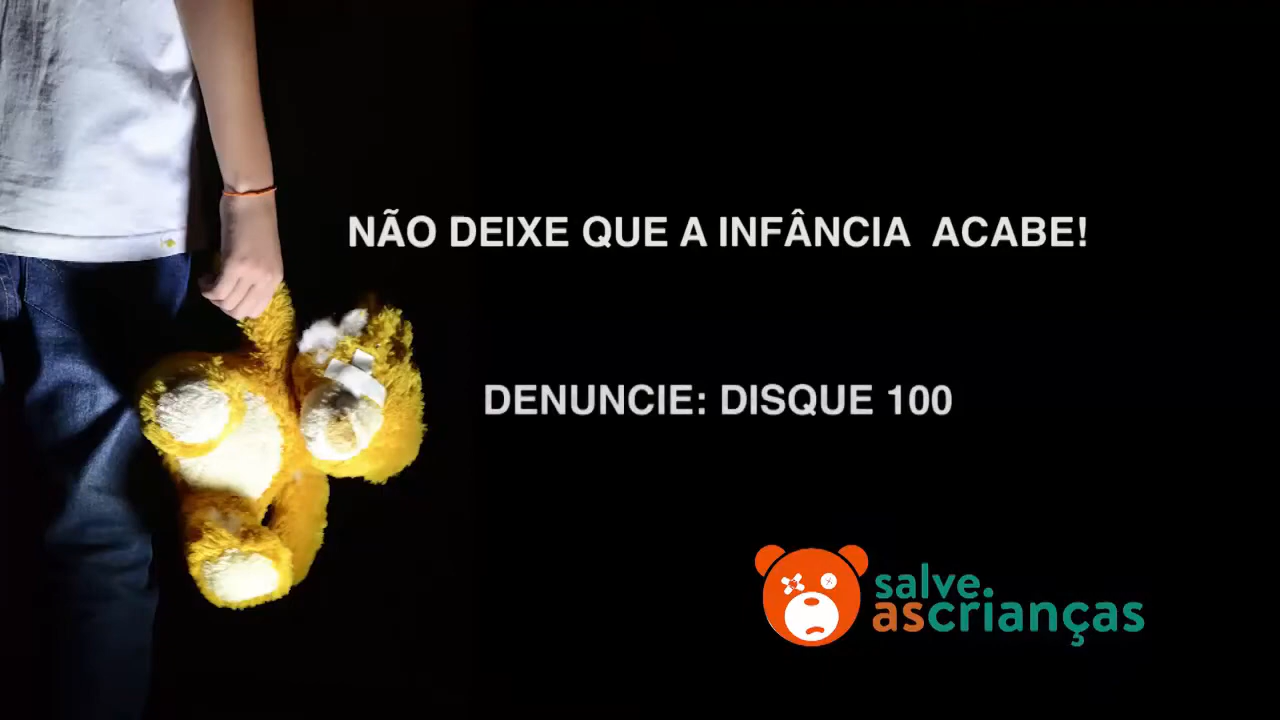 NÃO DEIXE QUE A INFÂNCIA  ACABE!
DENUNCIE: DISQUE 100
salve.
ascrianças